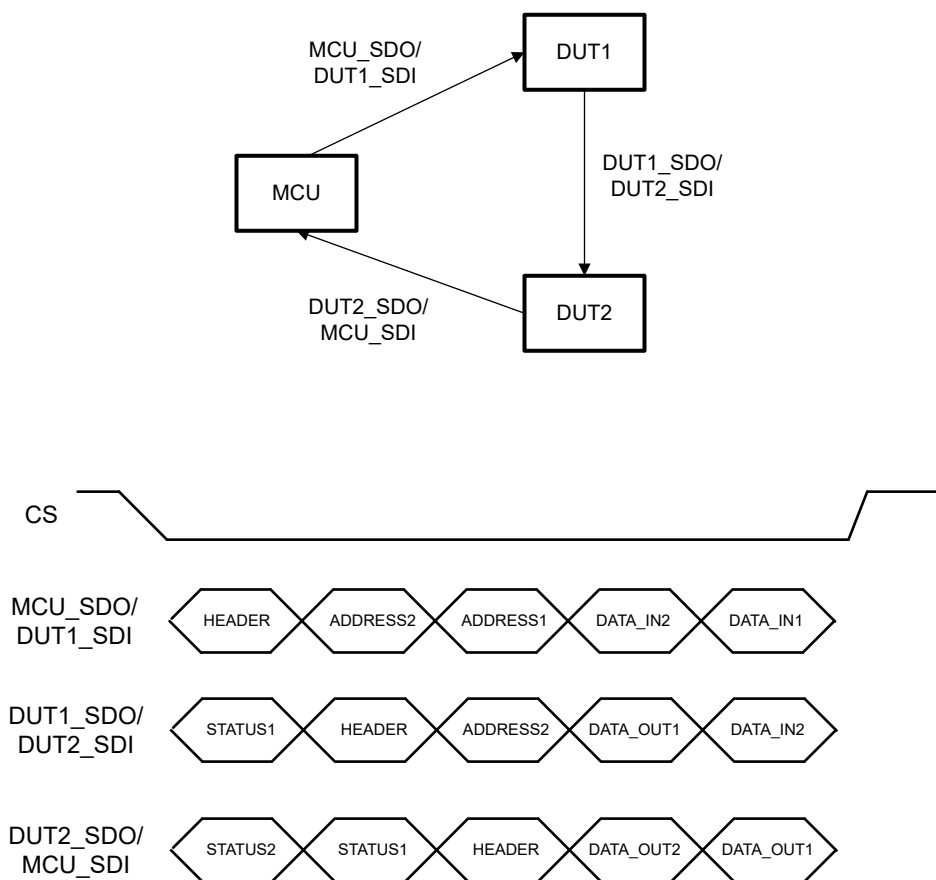 MCU_SDO/
DUT1_SDI
DUT1
DUT1_SDO/
DUT2_SDI
MCU
DUT2_SDO/
MCU_SDI
DUT2
CS
MCU_SDO/
DUT1_SDI
HEADER
ADDRESS2
ADDRESS1
DATA_IN2
DATA_IN1
DUT1_SDO/
DUT2_SDI
STATUS1
HEADER
ADDRESS2
DATA_OUT1
DATA_IN2
DUT2_SDO/
MCU_SDI
STATUS2
STATUS1
HEADER
DATA_OUT2
DATA_OUT1